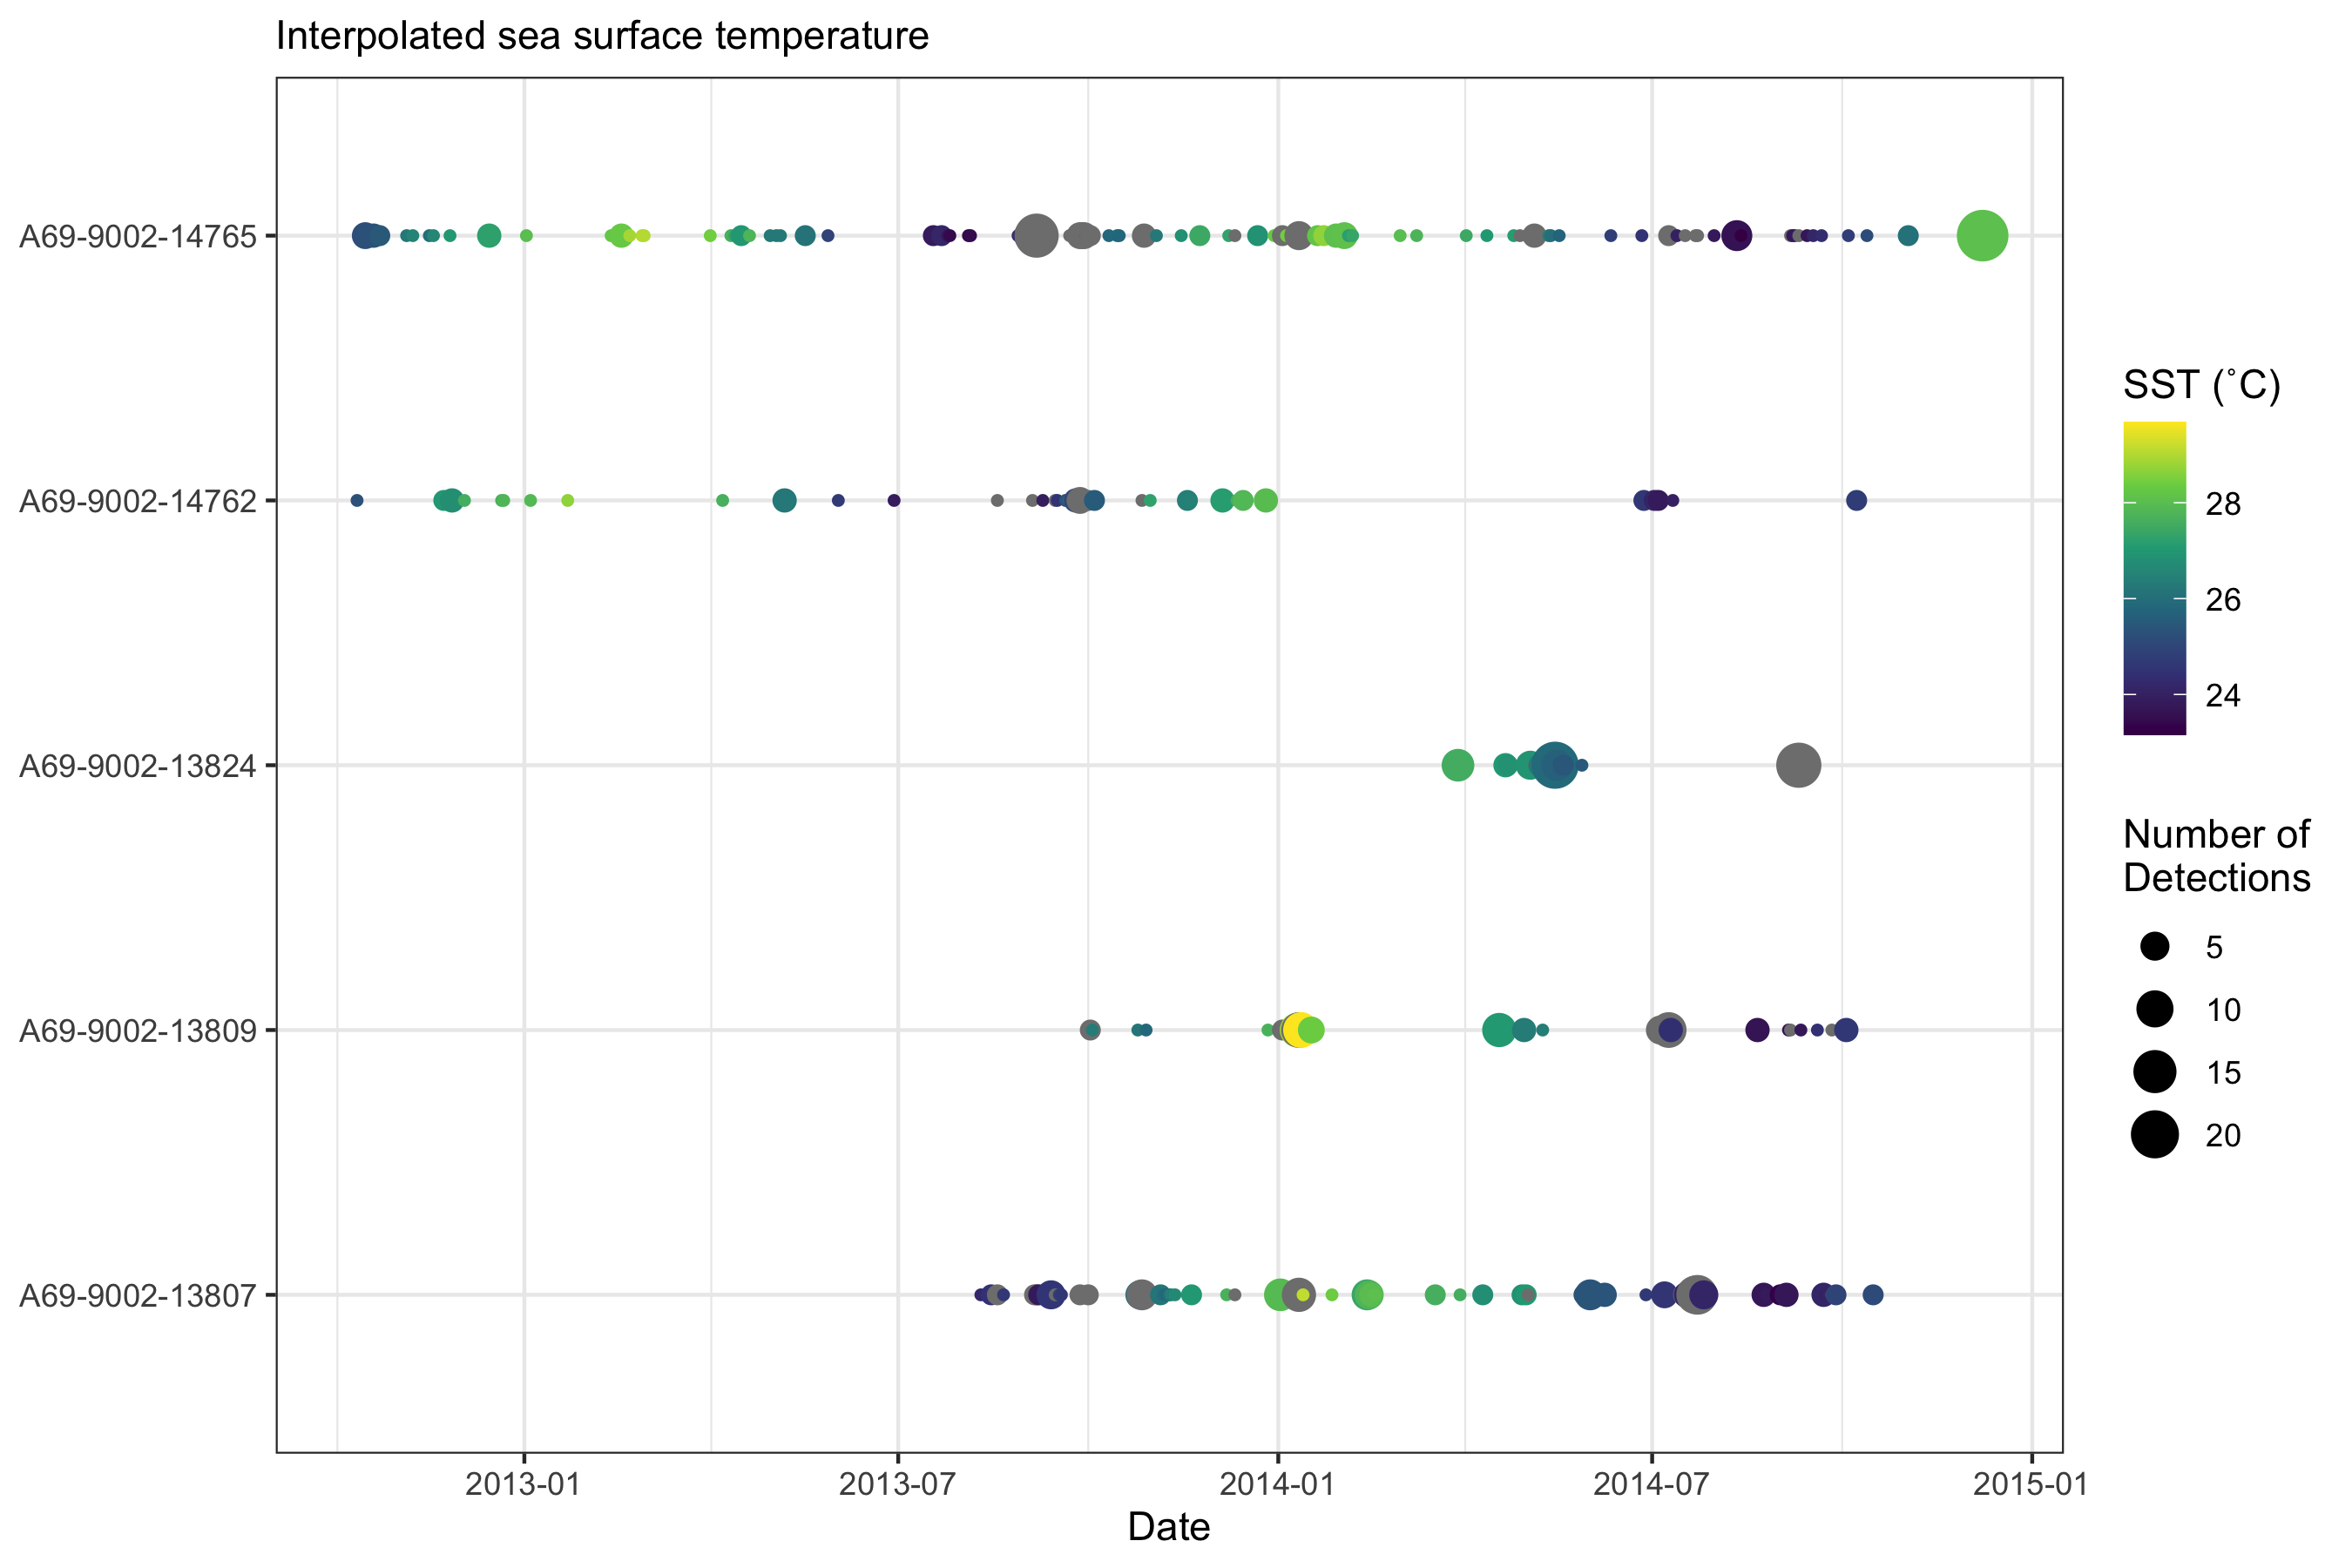 Interpolated sea surface temperature
A69-9002-14765
A69-9002-14762
A69-9002-13824
A69-9002-13809
A69-9002-13807
2013-01
2013-07
2014-01
2014-07
2015-01
Date
SST (˚C)
28
26
24
Number of
Detections
5
10
15
20